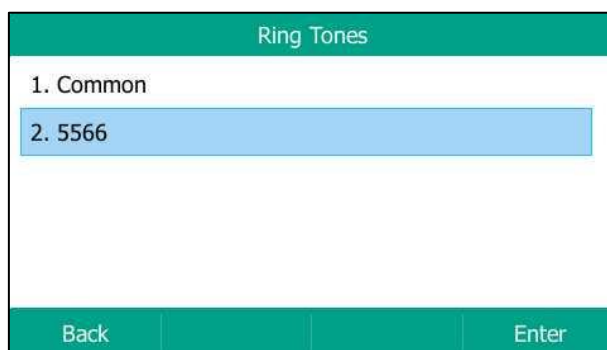 Ring Tones
1. Common
2. 5566
Back
Enter